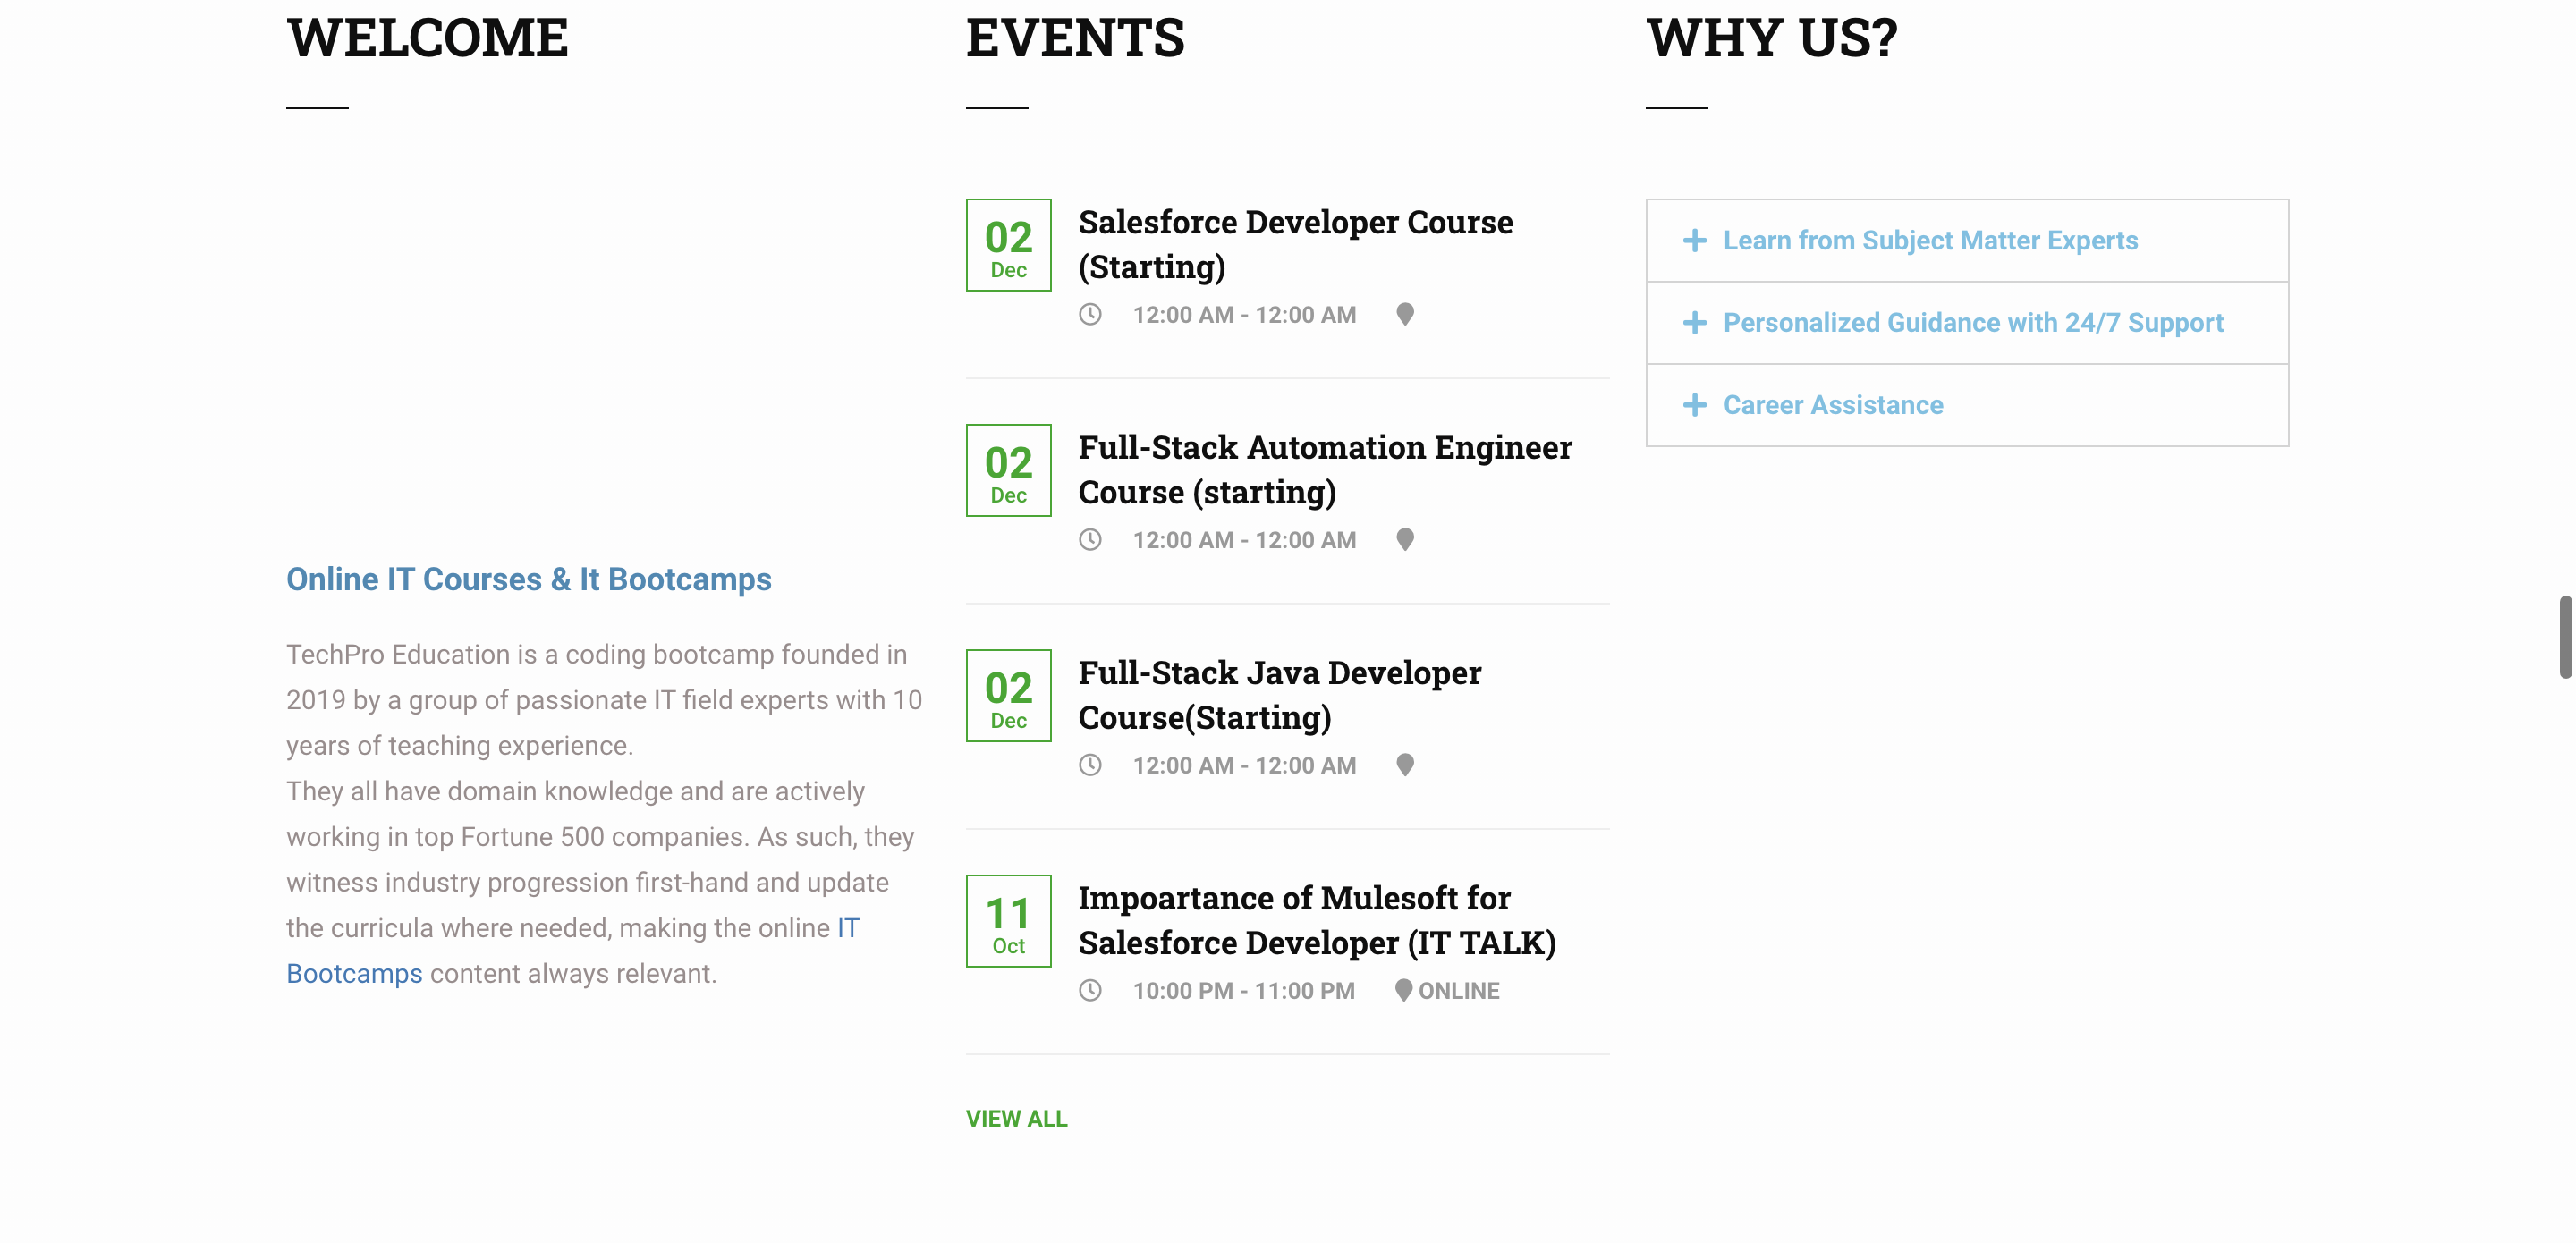 WELCOME
Online IT Courses & It Bootcamps
TechPro Education is a coding bootcamp founded in
2019 by a group of passionate IT field experts with 10
years of teaching experience.
They all have domain knowledge and are actively
working in top Fortune 500 companies. As such, they
witness industry progression first-hand and update
the curricula where needed, making the online IT
Bootcamps content always relevant.
EVENTS
02
Dec
Salesforce Developer Course
(Starting)
12:00 AM - 12:00 AM
02
Dec
Full-Stack Automation Engineer
Course (starting)
12:00 AM - 12:00 AM
02
Dec
Full-Stack Java Developer
Course(Starting)
12:00 AM - 12:00 AM
11
Oct
Impoartance of Mulesoft for
Salesforce Developer (IT TALK)
10:00 PM - 11:00 PM ONLINE
VIEW ALL
WHY US?
+ Learn from Subject Matter Experts
+ Personalized Guidance with 24/7 Support
+ Career Assistance